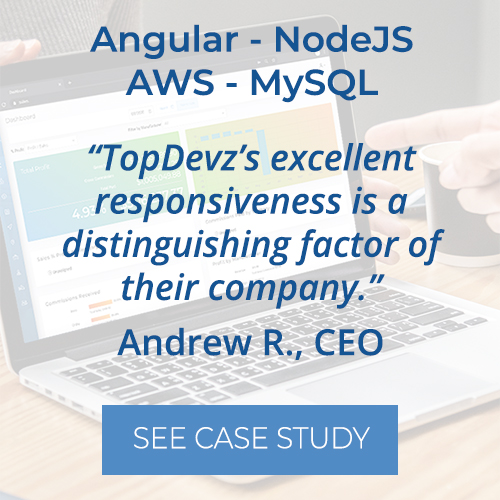 Angular - NodeJS
AWS - MySQL
“TopDevz’s excellent
responsiveness is a
distinguishing factor of
their company.”
Andrew R., CEO
SEE CASE STUDY